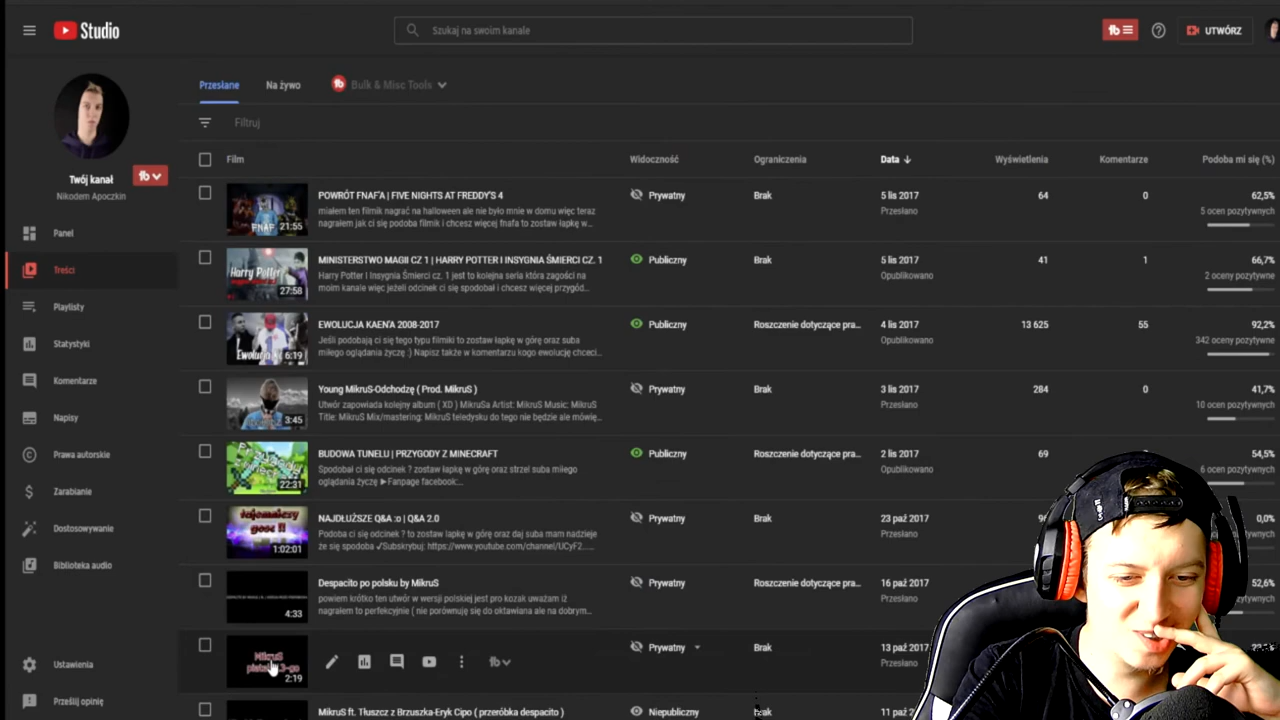 Studio
Szukaj na swoim kanale
UTWÓRZ
Przesłane
Na żywo
Bulk & Misc Tools
Filtruj
Twój kanał
Nikodem Apoczkin
Panel
Treści
Playlisty
Statystyki
Komentarze
Napisy
Prawa autorskie
Zarabianie
Dostosowywanie
Biblioteka audio
Ustawienia
Prześlij opinię
Film
Widoczność
Ograniczenia
Data
Wyświetlenia
Komentarze
Podoba mi się (%)
FNAF
21:55
POWRÓT FNAF'A | FIVE NIGHTS AT FREDDY'S 4
miałem ten filmik nagrać na halloween ale nie było mnie w domu więc teraz
nagrałem jak ci się podoba filmik i chcesz więcej fnafa to zostaw łapkę w...
Prywatny
Brak
5 lis 2017
Przesłano
64
0
62,5%
5 ocen pozytywnych
Harry Potter
27:58
MINISTERSTWO MAGII CZ 1 | HARRY POTTER I INSYGNIA ŚMIERCI CZ. 1
Harry Potter I Insygnia Śmierci cz. 1 jest to kolejna seria która zagości na
moim kanale więc jeżeli odcinek ci się spodobał i chcesz więcej przygód...
Publiczny
Brak
5 lis 2017
Opublikowano
41
1
66,7%
2 oceny pozytywne
Ewolucja
6:19
EWOLUCJA KAEN'A 2008-2017
Jeśli podobają ci się tego typu filmiki to zostaw łapkę w górę oraz suba
miłego oglądania życzę :) Napisz także w komentarzu kogo ewolucję chceci...
Publiczny
Roszczenie dotyczące pra...
4 lis 2017
Opublikowano
13 625
55
92,2%
342 oceny pozytywne
3:45
Young MikruS-Odchodzę ( Prod. MikruS )
Utwór zapowiada kolejny album ( XD ) MikruSa Artist: MikruS Music: MikruS
Title: MikruS Mix/mastering: MikruS teledysku do tego nie będzie ale mówię...
Prywatny
Brak
3 lis 2017
Przesłano
284
0
41,7%
10 ocen pozytywnych
22:31
BUDOWA TUNELU | PRZYGODY Z MINECRAFT
Spodobał ci się odcinek ? zostaw łapkę w górę oraz strzel suba miłego
oglądania życzę ►Fanpage facebook:...
Publiczny
Roszczenie dotyczące pra...
2 lis 2017
Opublikowano
69
54,5%
6 ocen pozytywnych
tajemniczy
gość !!
1:02:01
NAJDŁUŻSZE Q&A :o | Q&A 2.0
Podoba ci się odcinek ? to zostaw łapkę w górę oraz daj suba mam nadzieje
że się spodoba ✓Subskrybuj: https://www.youtube.com/channel/UCyF2...
Prywatny
Brak
23 paź 2017
Przesłano
0,0%
4:33
Despacito po polsku by MikruS
powiem krótko ten utwór w wersji polskiej jest pro kozak uważam iż
nagrałem to perfekcyjnie ( nie porównuję się do oktawiana ale na dobrym...
Prywatny
Roszczenie dotyczące pra...
16 paź 2017
Przesłano
52,6%
MikruS
2:19
Prywatny
Brak
13 paź 2017
Przesłano
MikruS ft. Tłuszcz z Brzuszka-Eryk Cipo ( przeróbka despacito )
Niepubliczny
Brak